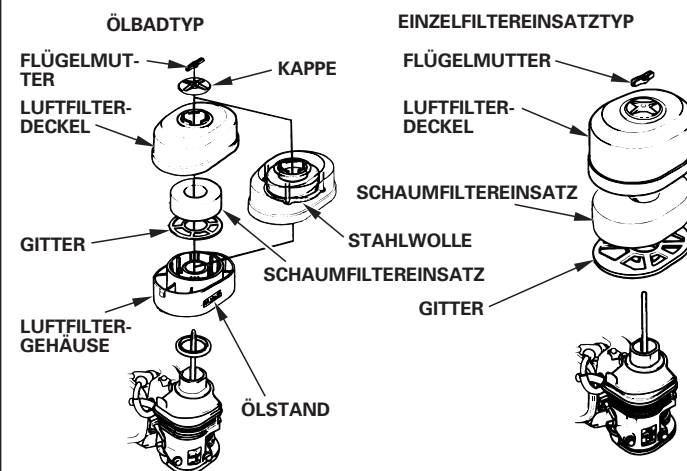 ÖLBADTYP
FLÜGELMUT-
TER
KAPPE
LUFTFILTER-
DECKEL
GITTER
STAHLWOLLE
SCHAUMFILTEREINSATZ
LUFTFILTER-
GEHÄUSE
ÖLSTAND
EINZELFILTEREINSATZTYP
FLÜGELMUTTER
LUFTFILTER-
DECKEL
SCHAUMFILTEREINSATZ
GITTER